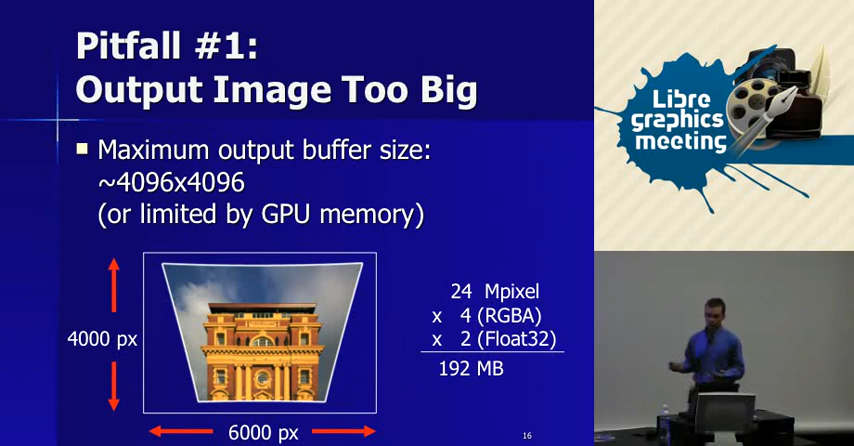 Pitfall #1:
Output Image Too Big
Maximum output buffer size:
~4096x4096
(or limited by GPU memory)
4000 px
6000 px
24 Mpixel
x 4 (RGBA)
x 2 (Float32)
192 MB
16
Libre
graphics
meeting